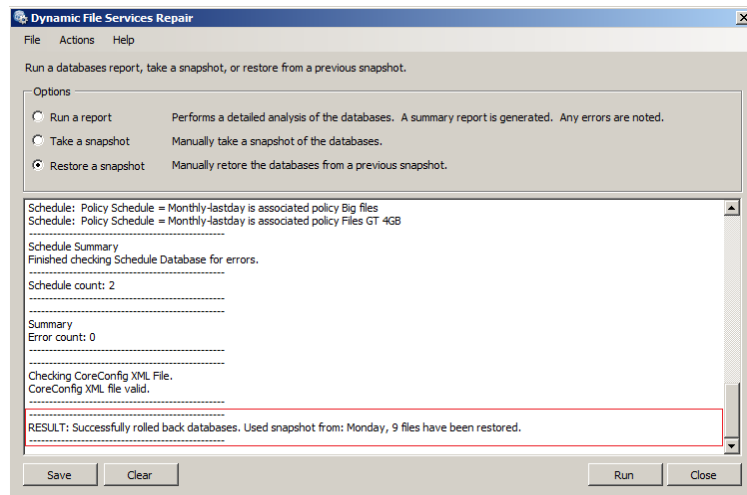 Dynamic File Services Repair
File Actions Help
Run a databases report, take a snapshot, or restore from a previous snapshot.
Options
Run a report Performs a detailed analysis of the databases. A summary report is generated. Any errors are noted.
Take a snapshot Manually take a snapshot of the databases.
Restore a snapshot Manually retore the databases from a previous snapshot.
Schedule: Policy Schedule = Monthly-lastday is associated policy Big files
Schedule: Policy Schedule = Monthly-lastday is associated policy Files GT 4GB
-------------------------------------------------
Schedule Summary
Finished checking Schedule Database for errors.
-------------------------------------------------
Schedule count: 2
-------------------------------------------------
-------------------------------------------------
Summary
Error count: 0
-------------------------------------------------
-------------------------------------------------
Checking CoreConfig XML File.
CoreConfig XML file valid.
-------------------------------------------------
-------------------------------------------------
RESULT: Successfully rolled back databases. Used snapshot from: Monday, 9 files have been restored.
-------------------------------------------------
Save Clear Run Close